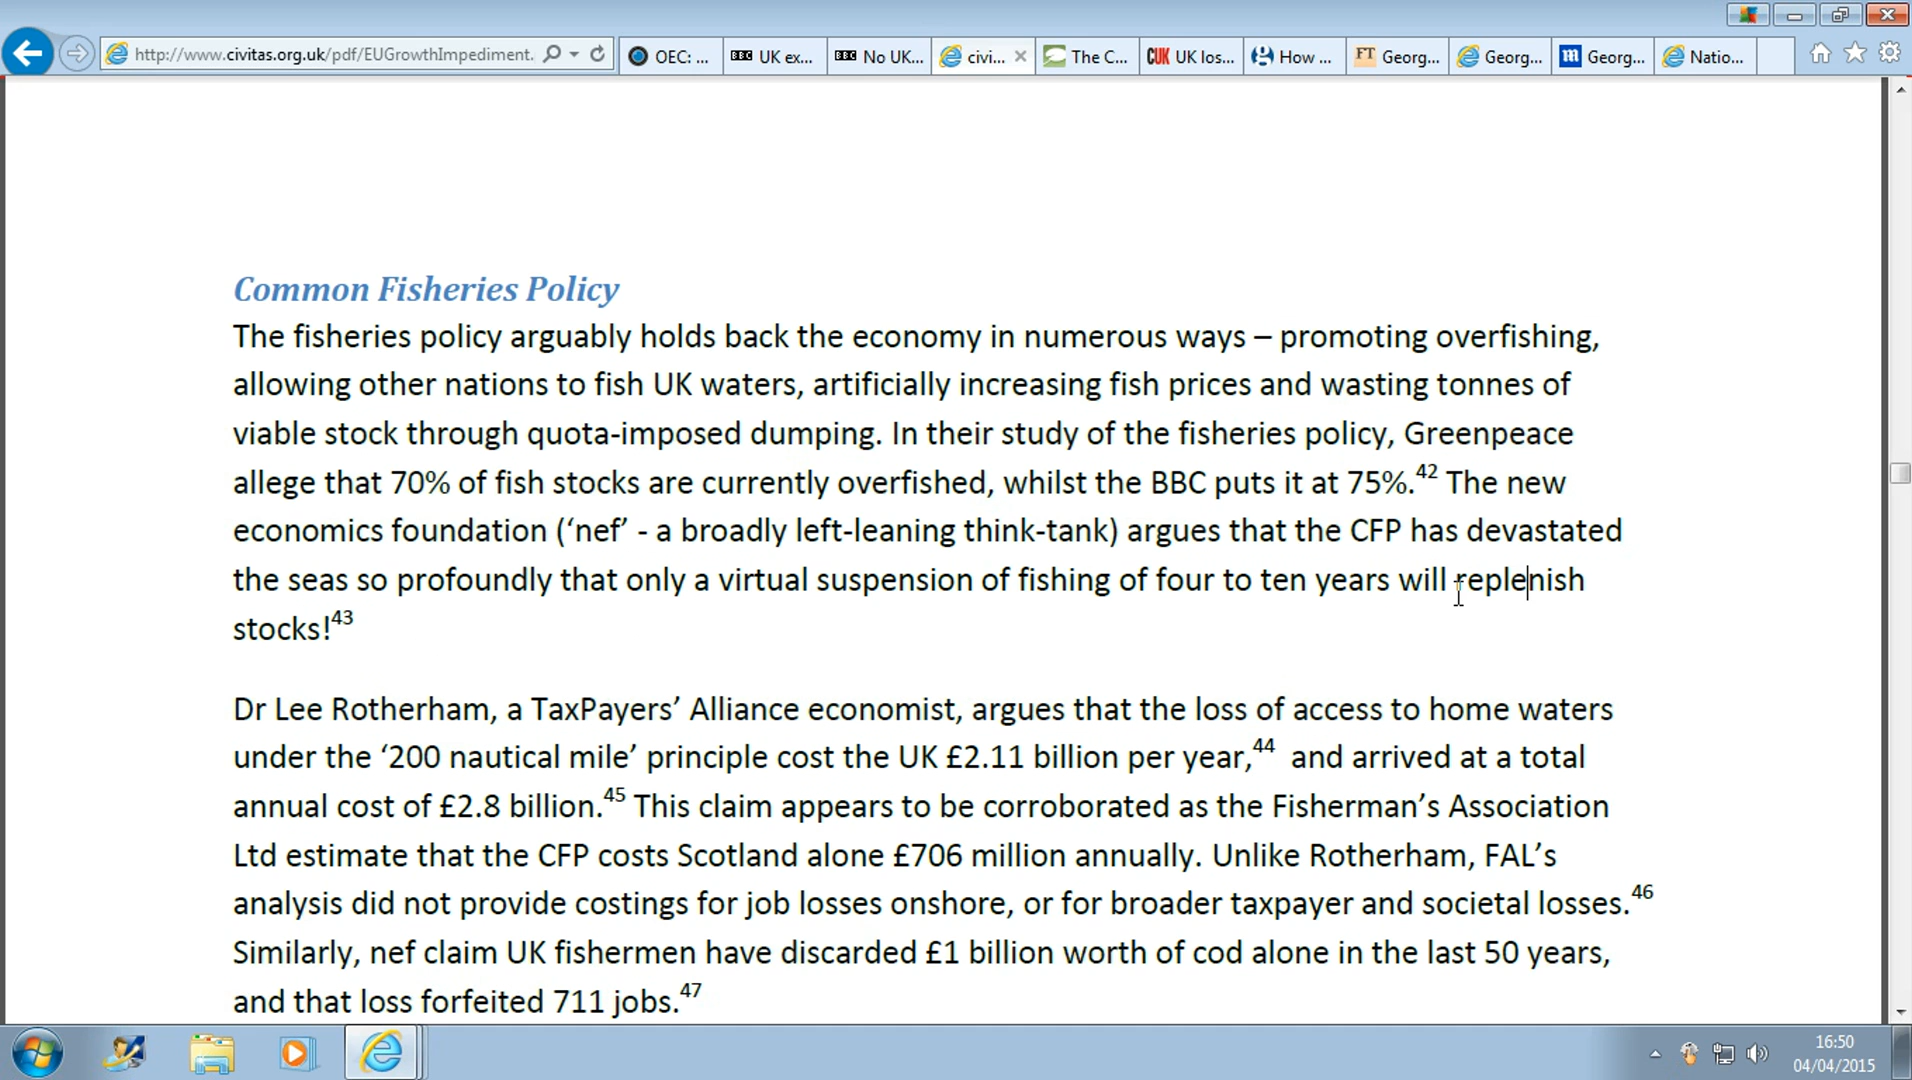 http://www.civitas.org.uk/pdf/EUGrowthImpediment.
OEC: ...
BBC UK ex...
BBC No UK...
civi...
The C...
CUK UK los...
How ...
FT Georg...
Georg...
m Georg...
Natio...
Common Fisheries Policy
The fisheries policy arguably holds back the economy in numerous ways – promoting overfishing,
allowing other nations to fish UK waters, artificially increasing fish prices and wasting tonnes of
viable stock through quota-imposed dumping. In their study of the fisheries policy, Greenpeace
allege that 70% of fish stocks are currently overfished, whilst the BBC puts it at 75%.42 The new
economics foundation (‘nef’ - a broadly left-leaning think-tank) argues that the CFP has devastated
the seas so profoundly that only a virtual suspension of fishing of four to ten years will replenish
stocks!43
Dr Lee Rotherham, a TaxPayers’ Alliance economist, argues that the loss of access to home waters
under the ‘200 nautical mile’ principle cost the UK £2.11 billion per year,44 and arrived at a total
annual cost of £2.8 billion.45 This claim appears to be corroborated as the Fisherman’s Association
Ltd estimate that the CFP costs Scotland alone £706 million annually. Unlike Rotherham, FAL’s
analysis did not provide costings for job losses onshore, or for broader taxpayer and societal losses.46
Similarly, nef claim UK fishermen have discarded £1 billion worth of cod alone in the last 50 years,
and that loss forfeited 711 jobs.47
16:50
04/04/2015